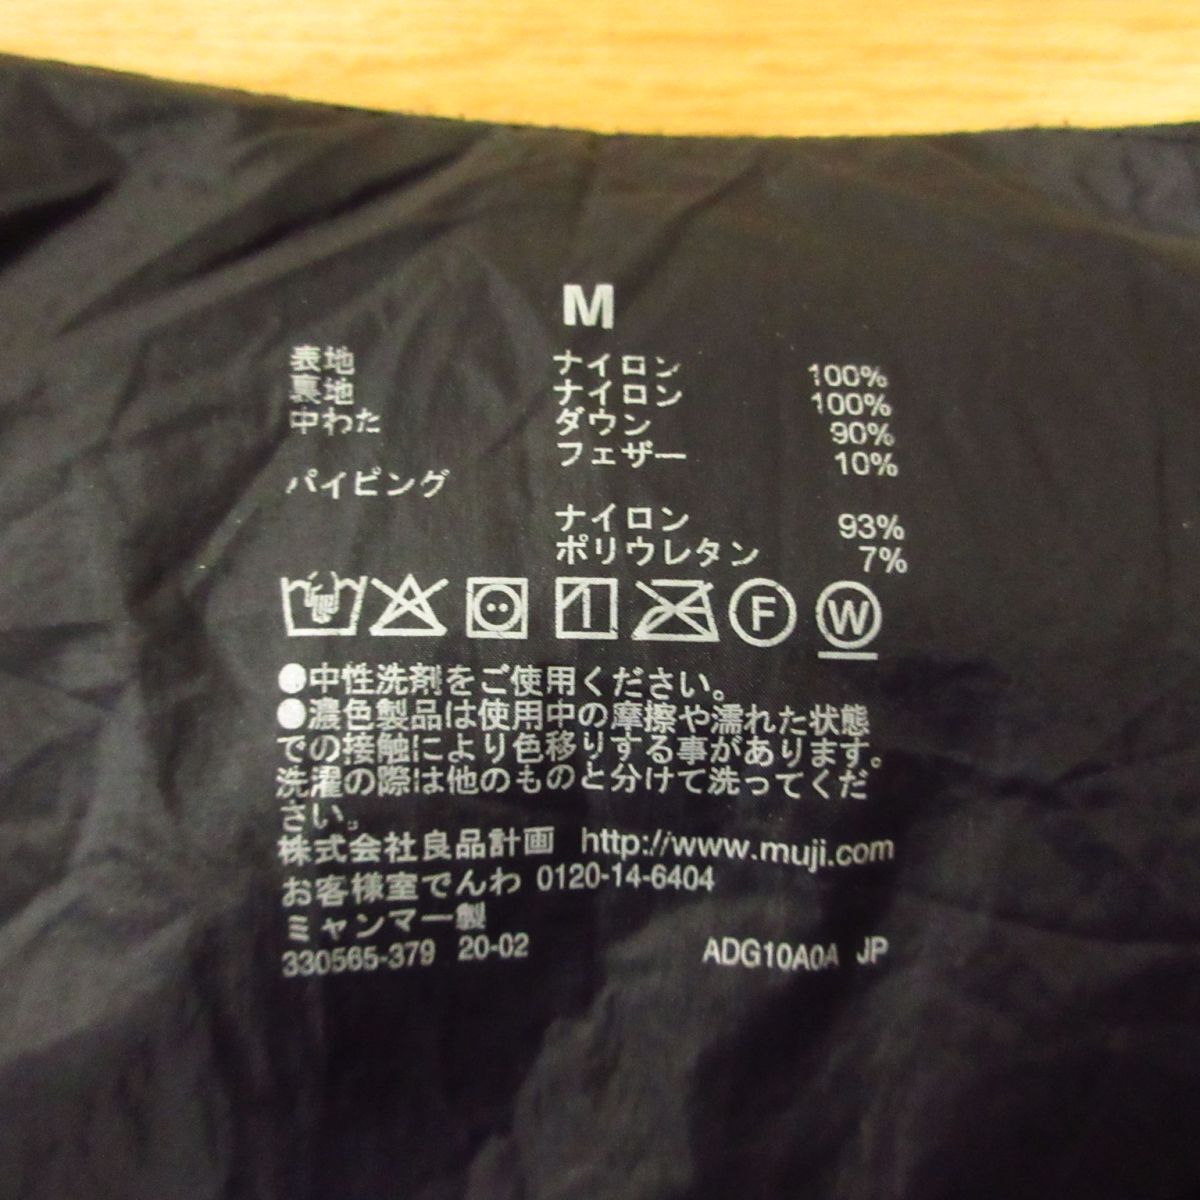 M
表地 ナイロン 100%
裏地 ナイロン 100%
中わた ダウン 90%
フェザー 10%
パイピング
ナイロン 93%
ポリウレタン 7%
1 F W
●中性洗剤をご使用ください。
●濃色製品は使用中の摩擦や濡れた状態
での接触により色移りする事があります。
洗濯の際は他のものと分けて洗ってくだ
さい。
株式会社良品計画 http://www.muji.com
お客様室でんわ 0120-14-6404
ミャンマー製
330565-379 20-02 ADG10A0A JP